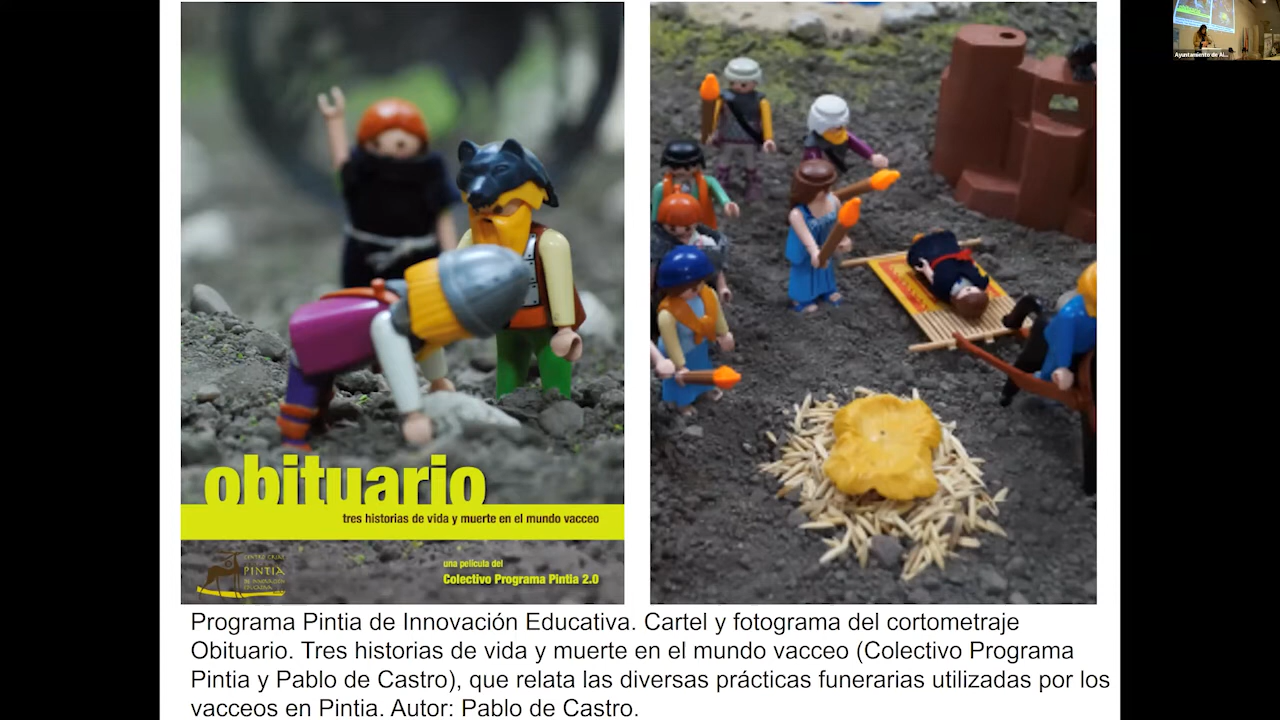 Ayuntamiento de Al...
obituario
tres historias de vida y muerte en el mundo vacceo
PINTIA
una película del
Colectivo Programa Pintia 2.0
Programa Pintia de Innovación Educativa. Cartel y fotograma del cortometraje
Obituario. Tres historias de vida y muerte en el mundo vacceo (Colectivo Programa
Pintia y Pablo de Castro), que relata las diversas prácticas funerarias utilizadas por los
vacceos en Pintia. Autor: Pablo de Castro.